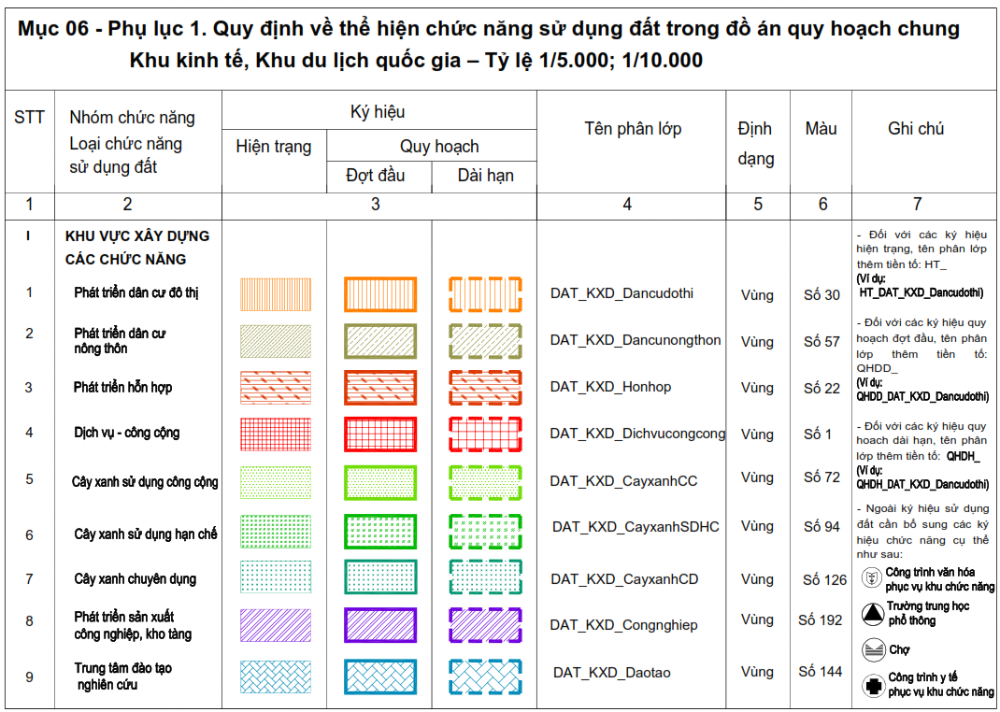 Mục 06 - Phụ lục 1. Quy định về thể hiện chức năng sử dụng đất trong đồ án quy hoạch chung
Khu kinh tế, Khu du lịch quốc gia – Tỷ lệ 1/5.000; 1/10.000
STT
Nhóm chức năng
Loại chức năng
sử dụng đất
Ký hiệu
Hiện trạng
Quy hoạch
Đợt đầu
Dài hạn
Tên phân lớp
Định
dạng
Màu
Ghi chú
1
2
3
4
5
6
7
I
KHU VỰC XÂY DỰNG
CÁC CHỨC NĂNG
1
Phát triển dân cư đô thị
DAT_KXD_Dancudothi
Vùng
Số 30
2
Phát triển dân cư
nông thôn
DAT_KXD_Dancunongthon
Vùng
Số 57
3
Phát triển hỗn hợp
DAT_KXD_Honhop
Vùng
Số 22
4
Dịch vụ - công cộng
DAT_KXD_Dichvucongcong
Vùng
Số 1
5
Cây xanh sử dụng công cộng
DAT_KXD_CayxanhCC
Vùng
Số 72
6
Cây xanh sử dụng hạn chế
DAT_KXD_CayxanhSDHC
Vùng
Số 94
7
Cây xanh chuyên dụng
DAT_KXD_CayxanhCD
Vùng
Số 126
8
Phát triển sản xuất
công nghiệp, kho tàng
DAT_KXD_Congnghiep
Vùng
Số 192
9
Trung tâm đào tạo
nghiên cứu
DAT_KXD_Daotao
Vùng
Số 144
- Đối với các ký hiệu
hiện trạng, tên phân lớp
thêm tiền tố: HT_
(Ví dụ:
HT_DAT_KXD_Dancudothi)
- Đối với các ký hiệu quy
hoạch đợt đầu, tên phân
lớp thêm tiền tố:
QHDD_
(Ví dụ:
QHDD_DAT_KXD_Dancudothi)
- Đối với các ký hiệu quy
hoach dài hạn, tên phân
lớp thêm tiền tố: QHDH_
(Ví dụ:
QHDH_DAT_KXD_Dancudothi)
- Ngoài ký hiệu sử dụng
đất cần bổ sung các ký
hiệu chức năng cụ thể
như sau:
Công trình văn hóa
phục vụ khu chức năng
Trường trung học
phổ thông
Chợ
Công trình y tế
phục vụ khu chức năng